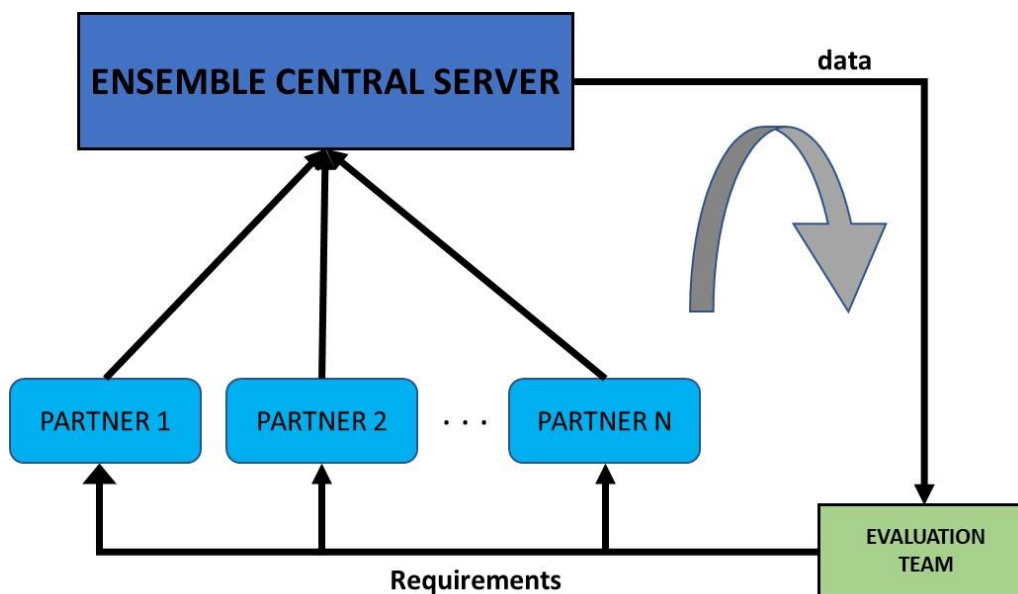 ENSEMBLE CENTRAL SERVER
data
PARTNER 1
PARTNER 2
. . .
PARTNER N
EVALUATION
TEAM
Requirements